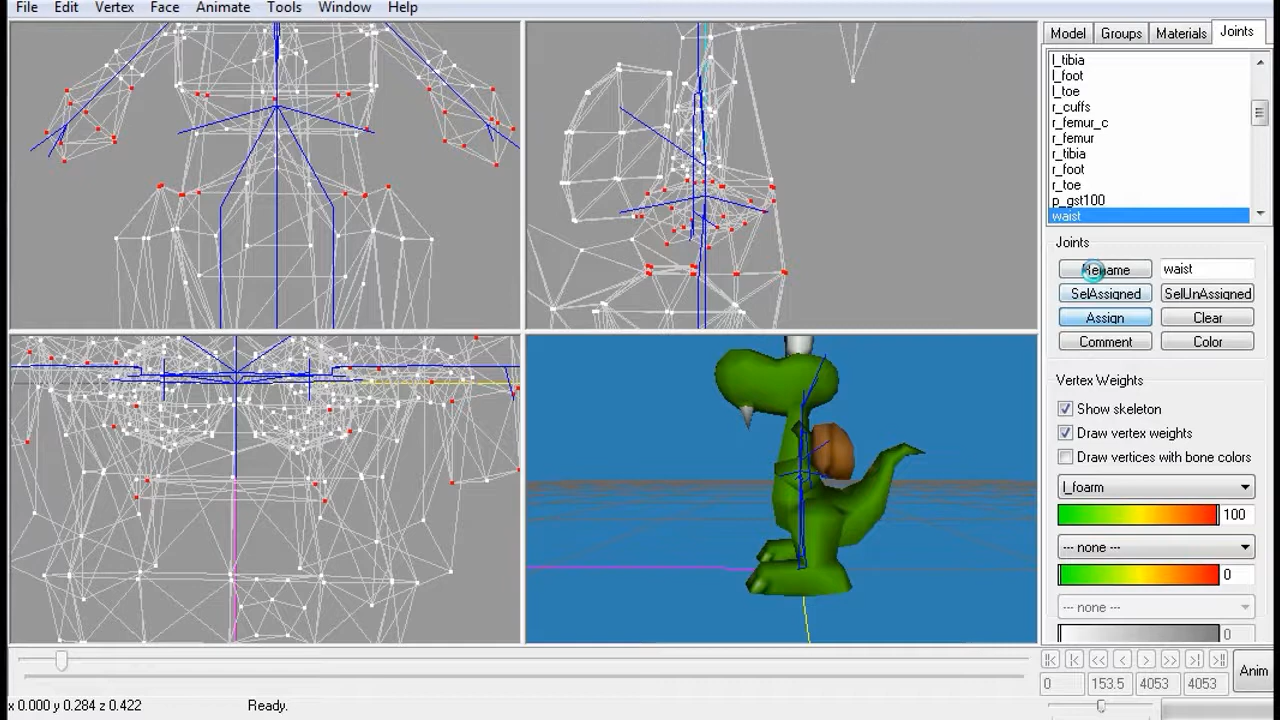 File Edit Vertex Face Animate Tools Window Help
Model Groups Materials Joints
l_tibia
l_foot
l_toe
r_cuffs
r_femur_c
r_femur
r_tibia
r_foot
r_toe
p_gst100
waist
Joints
Rename waist
SelAssigned SelUnAssigned
Assign Clear
Comment Color
Vertex Weights
Show skeleton
Draw vertex weights
Draw vertices with bone colors
l_foarm
100
--- none ---
0
--- none ---
0
0 153.5 4053 4053 Anim
x 0.000 y 0.284 z 0.422 Ready.